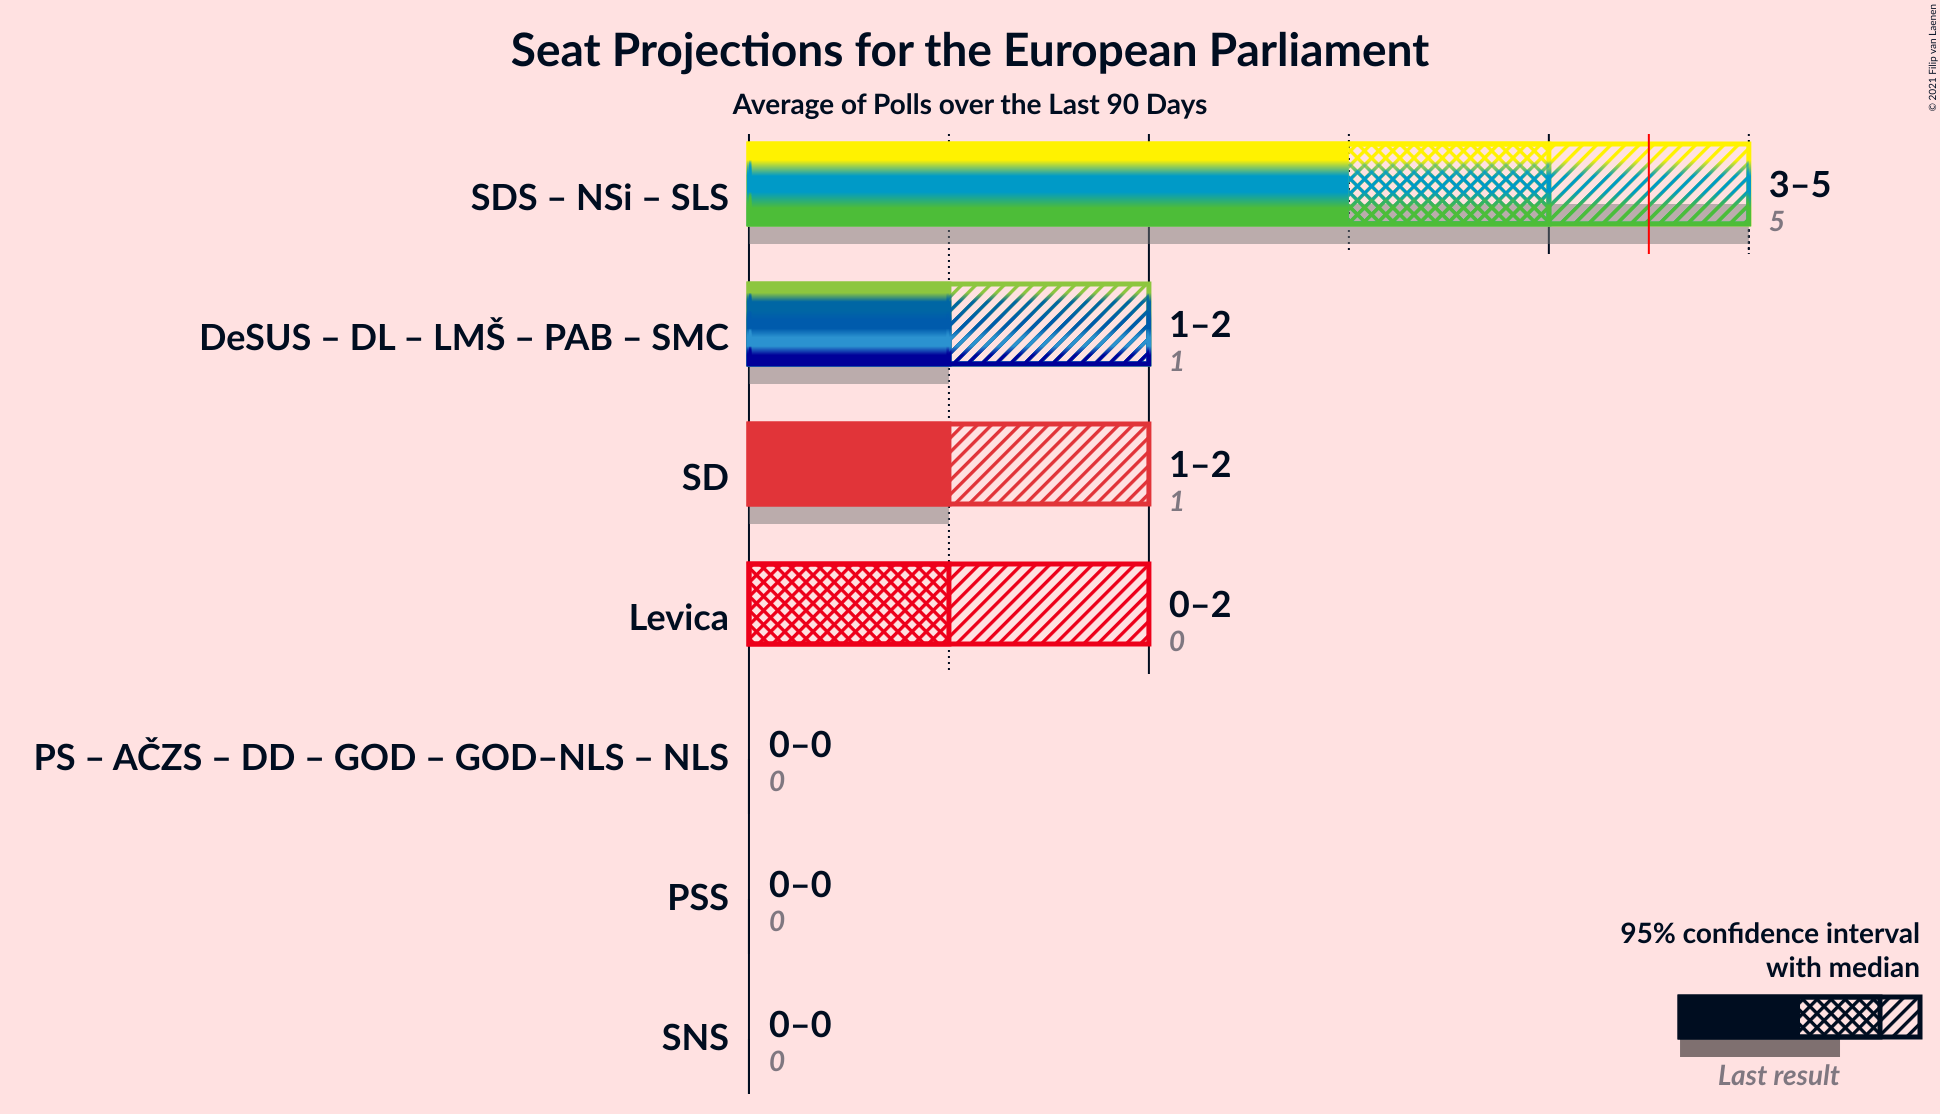 Seat Projections for the European Parliament
Average of Polls over the Last 90 Days
© 2021 Filip van Laenen
SDS – NSi – SLS
3–5
5
DeSUS – DL – LMŠ – PAB – SMC
1–2
1
SD
1–2
1
Levica
0–2
0
PS – AČZS – DD – GOD – GOD–NLS – NLS
0–0
0
PSS
0–0
0
SNS
0–0
0
95% confidence interval
with median
Last result